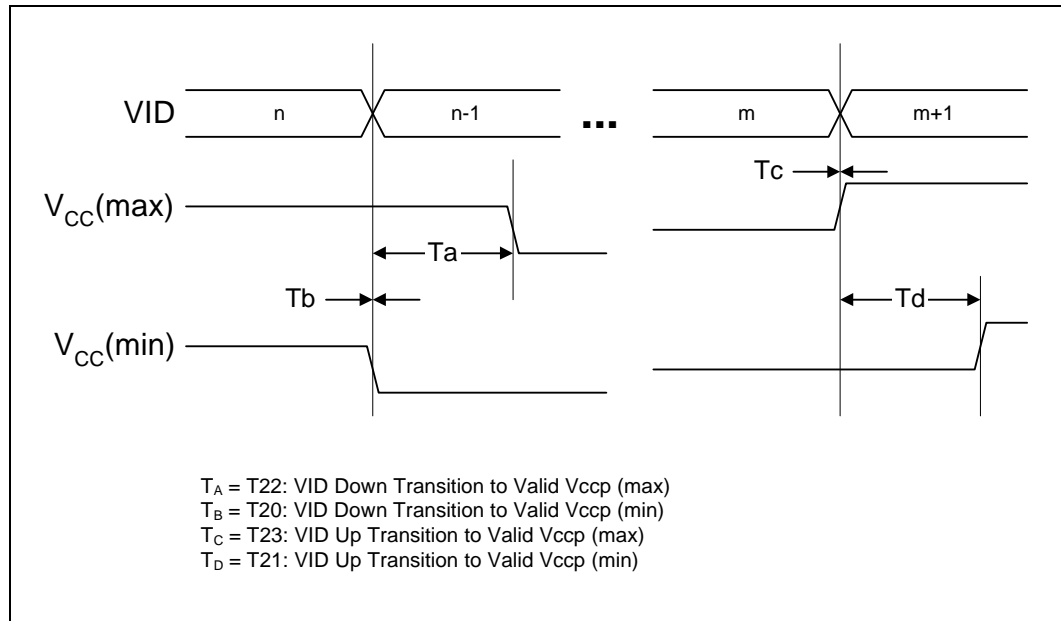 VID n n-1 ... m m+1
Tc
V_CC(max)
Ta
Tb Td
V_CC(min)
T_A = T22: VID Down Transition to Valid Vccp (max)
T_B = T20: VID Down Transition to Valid Vccp (min)
T_C = T23: VID Up Transition to Valid Vccp (max)
T_D = T21: VID Up Transition to Valid Vccp (min)